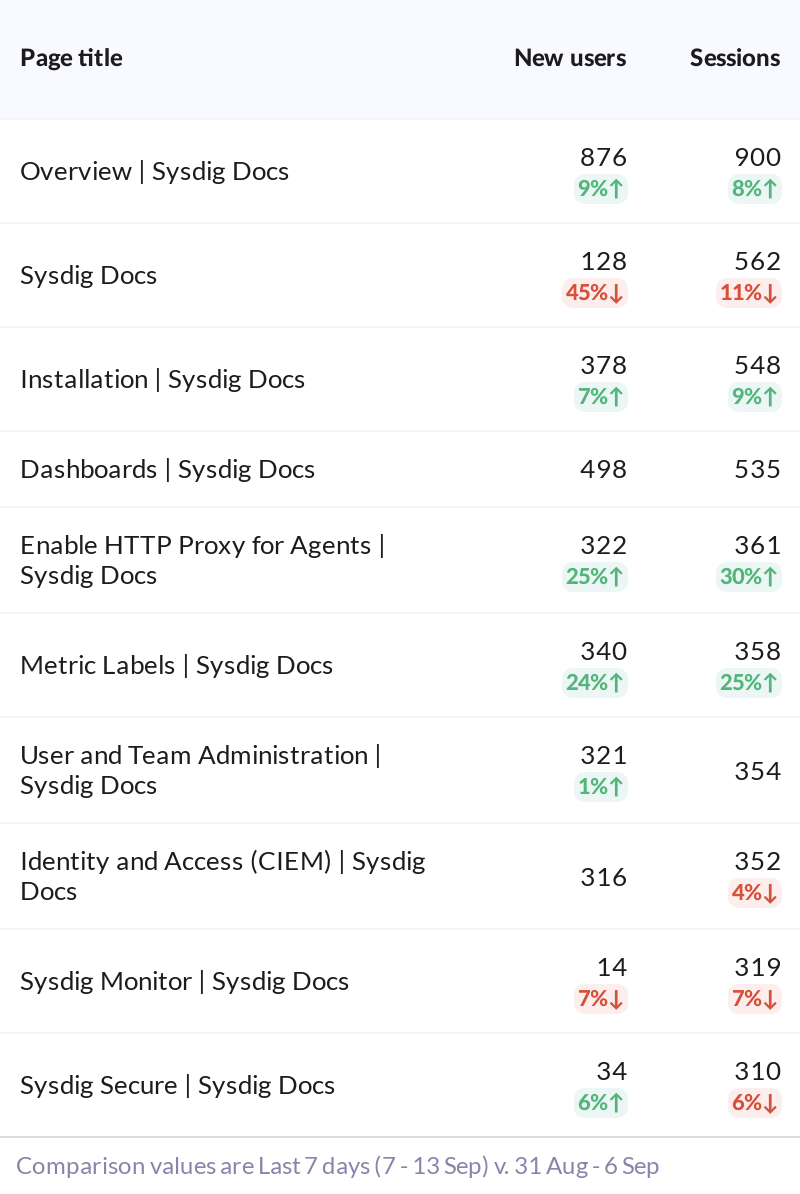 Page title New users Sessions
Overview | Sysdig Docs 876 900
9%↑ 8%↑
Sysdig Docs 128 562
45%↓ 11%↓
Installation | Sysdig Docs 378 548
7%↑ 9%↑
Dashboards | Sysdig Docs 498 535
Enable HTTP Proxy for Agents | 322 361
Sysdig Docs 25%↑ 30%↑
Metric Labels | Sysdig Docs 340 358
24%↑ 25%↑
User and Team Administration | 321 354
Sysdig Docs 1%↑
Identity and Access (CIEM) | Sysdig 316 352
Docs 4%↓
Sysdig Monitor | Sysdig Docs 14 319
7%↓ 7%↓
Sysdig Secure | Sysdig Docs 34 310
6%↑ 6%↓
Comparison values are Last 7 days (7 - 13 Sep) v. 31 Aug - 6 Sep